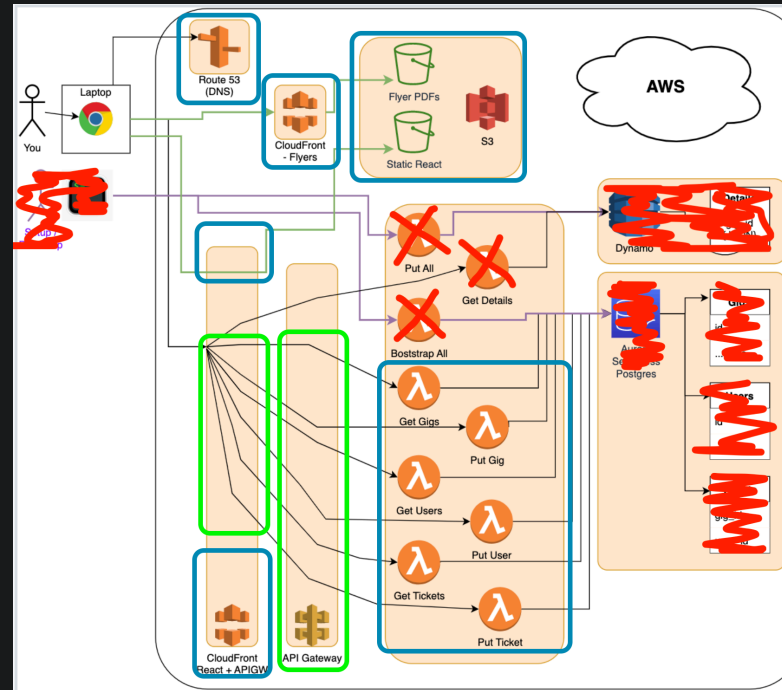 Route 53
(DNS)
AWS
Laptop
You
CloudFront
- Flyers
Flyer PDFs
S3
Static React
Put All
Get Details
Dynamo
Bostrap All
Postgres
Get Gigs
Put Gig
Get Users
Put User
Get Tickets
Put Ticket
CloudFront
React + APIGW
API Gateway